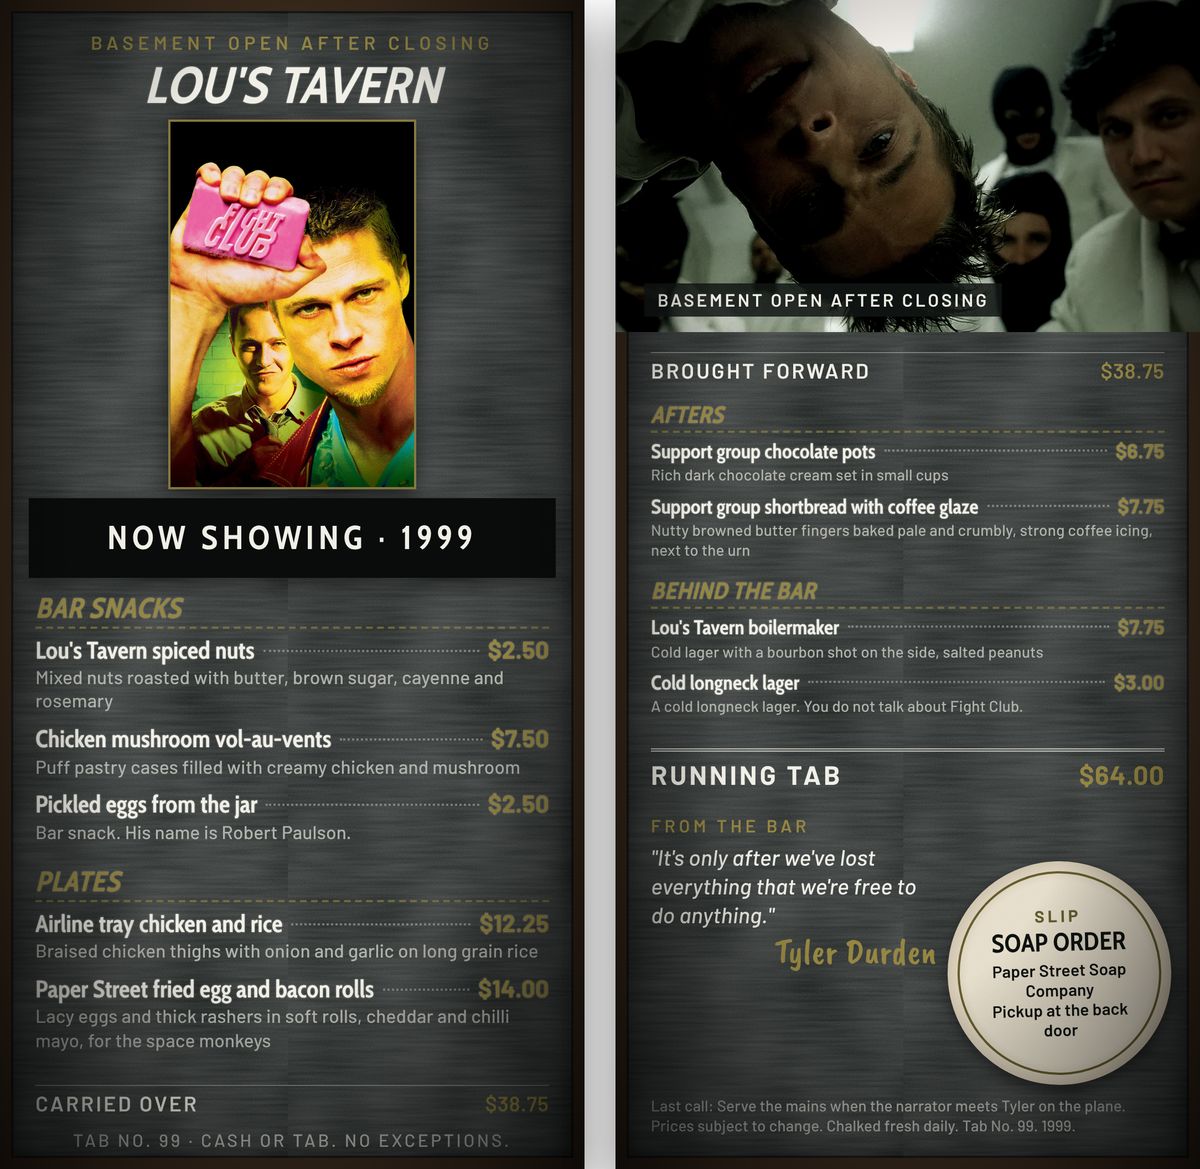 BASEMENT OPEN AFTER CLOSING
LOU'S TAVERN
FIGHT
CLUB
NOW SHOWING · 1999
BAR SNACKS
Lou's Tavern spiced nuts $2.50
Mixed nuts roasted with butter, brown sugar, cayenne and
rosemary
Chicken mushroom vol-au-vents $7.50
Puff pastry cases filled with creamy chicken and mushroom
Pickled eggs from the jar $2.50
Bar snack. His name is Robert Paulson.
PLATES
Airline tray chicken and rice $12.25
Braised chicken thighs with onion and garlic on long grain rice
Paper Street fried egg and bacon rolls $14.00
Lacy eggs and thick rashers in soft rolls, cheddar and chilli
mayo, for the space monkeys
CARRIED OVER $38.75
TAB NO. 99 · CASH OR TAB. NO EXCEPTIONS.
BASEMENT OPEN AFTER CLOSING
BROUGHT FORWARD $38.75
AFTERS
Support group chocolate pots $6.75
Rich dark chocolate cream set in small cups
Support group shortbread with coffee glaze $7.75
Nutty browned butter fingers baked pale and crumbly, strong coffee icing,
next to the urn
BEHIND THE BAR
Lou's Tavern boilermaker $7.75
Cold lager with a bourbon shot on the side, salted peanuts
Cold longneck lager $3.00
A cold longneck lager. You do not talk about Fight Club.
RUNNING TAB $64.00
FROM THE BAR
"It's only after we've lost
everything that we're free to
do anything."
Tyler Durden
SLIP
SOAP ORDER
Paper Street Soap
Company
Pickup at the back
door
Last call: Serve the mains when the narrator meets Tyler on the plane.
Prices subject to change. Chalked fresh daily. Tab No. 99. 1999.